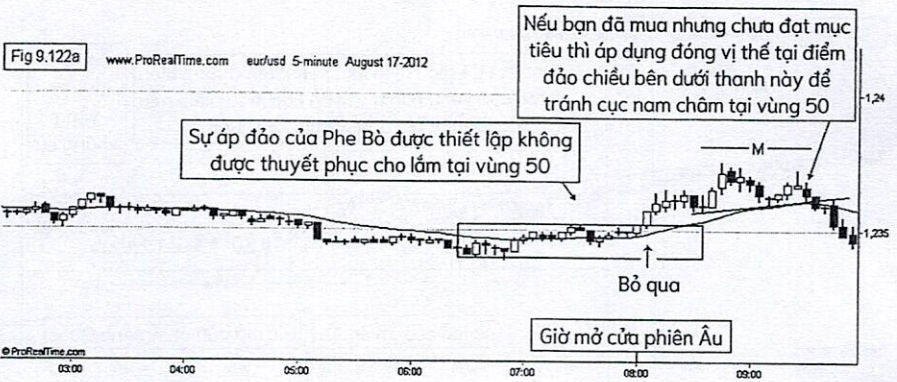 Fig 9.122a
www.ProRealTime.com eur/usd 5-minute August 17-2012
Nếu bạn đã mua nhưng chưa đạt mục
tiêu thì áp dụng đóng vị thế tại điểm
đảo chiều bên dưới thanh này để
tránh cục nam châm tại vùng 50
1,24
Sự áp đảo của Phe Bò được thiết lập không
được thuyết phục cho lắm tại vùng 50
M
1,235
Bỏ qua
Giờ mở cửa phiên Âu
©ProRealTime.com
03:00 04:00 05:00 06:00 07:00 08:00 09:00